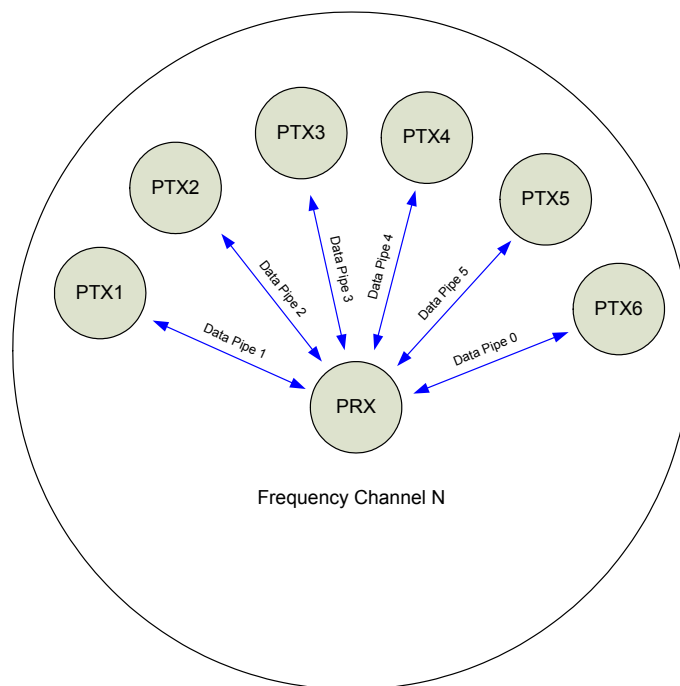 PTX3
PTX4
PTX2
PTX5
PTX1
PTX6
Data Pipe 1
Data Pipe 2
Data Pipe 3
Data Pipe 4
Data Pipe 5
Data Pipe 0
PRX
Frequency Channel N